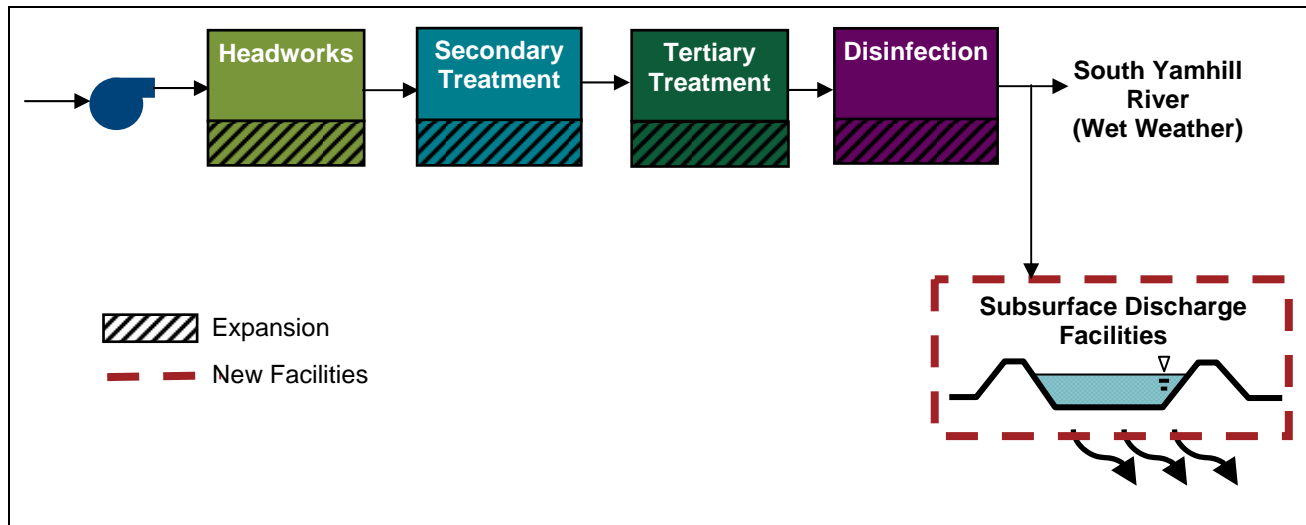 Headworks
Secondary
Treatment
Tertiary
Treatment
Disinfection
South Yamhill
River
(Wet Weather)
Subsurface Discharge
Facilities
Expansion
New Facilities